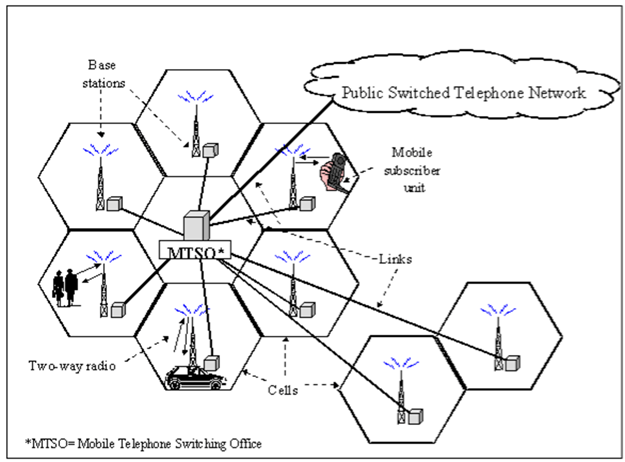 Base
stations
Public Switched Telephone Network
Mobile
subscriber
unit
MTSO*
Links
Two-way radio
Cells
*MTSO= Mobile Telephone Switching Office